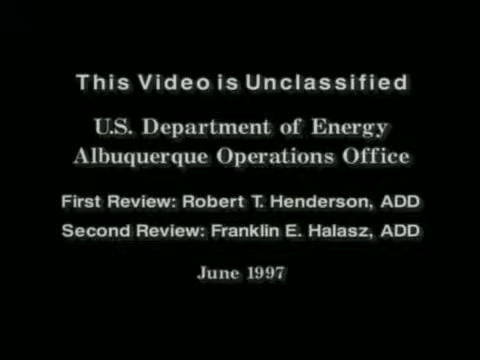 This Video is Unclassified
U.S. Department of Energy
Albuquerque Operations Office
First Review: Robert T. Henderson, ADD
Second Review: Franklin E. Halasz, ADD
June 1997